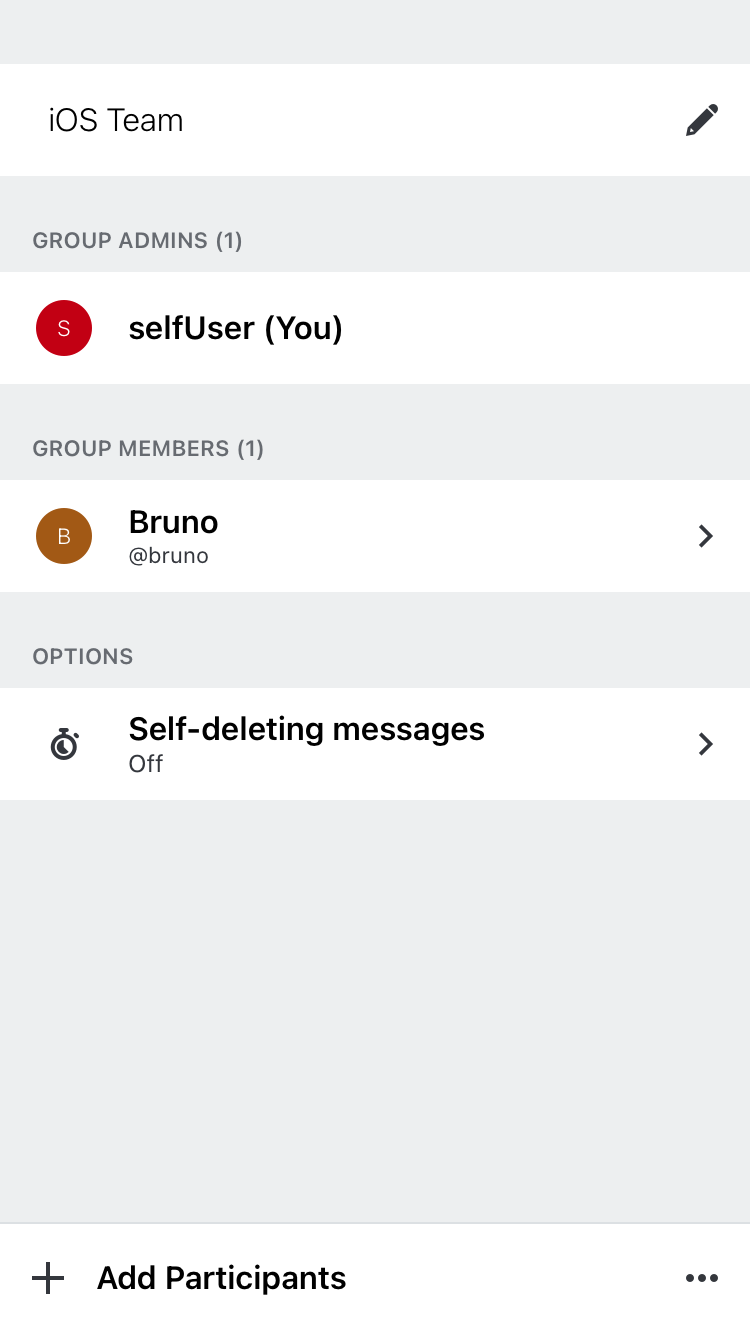 iOS Team
GROUP ADMINS (1)
S
selfUser (You)
GROUP MEMBERS (1)
B
Bruno
@bruno
OPTIONS
Self-deleting messages
Off
Add Participants